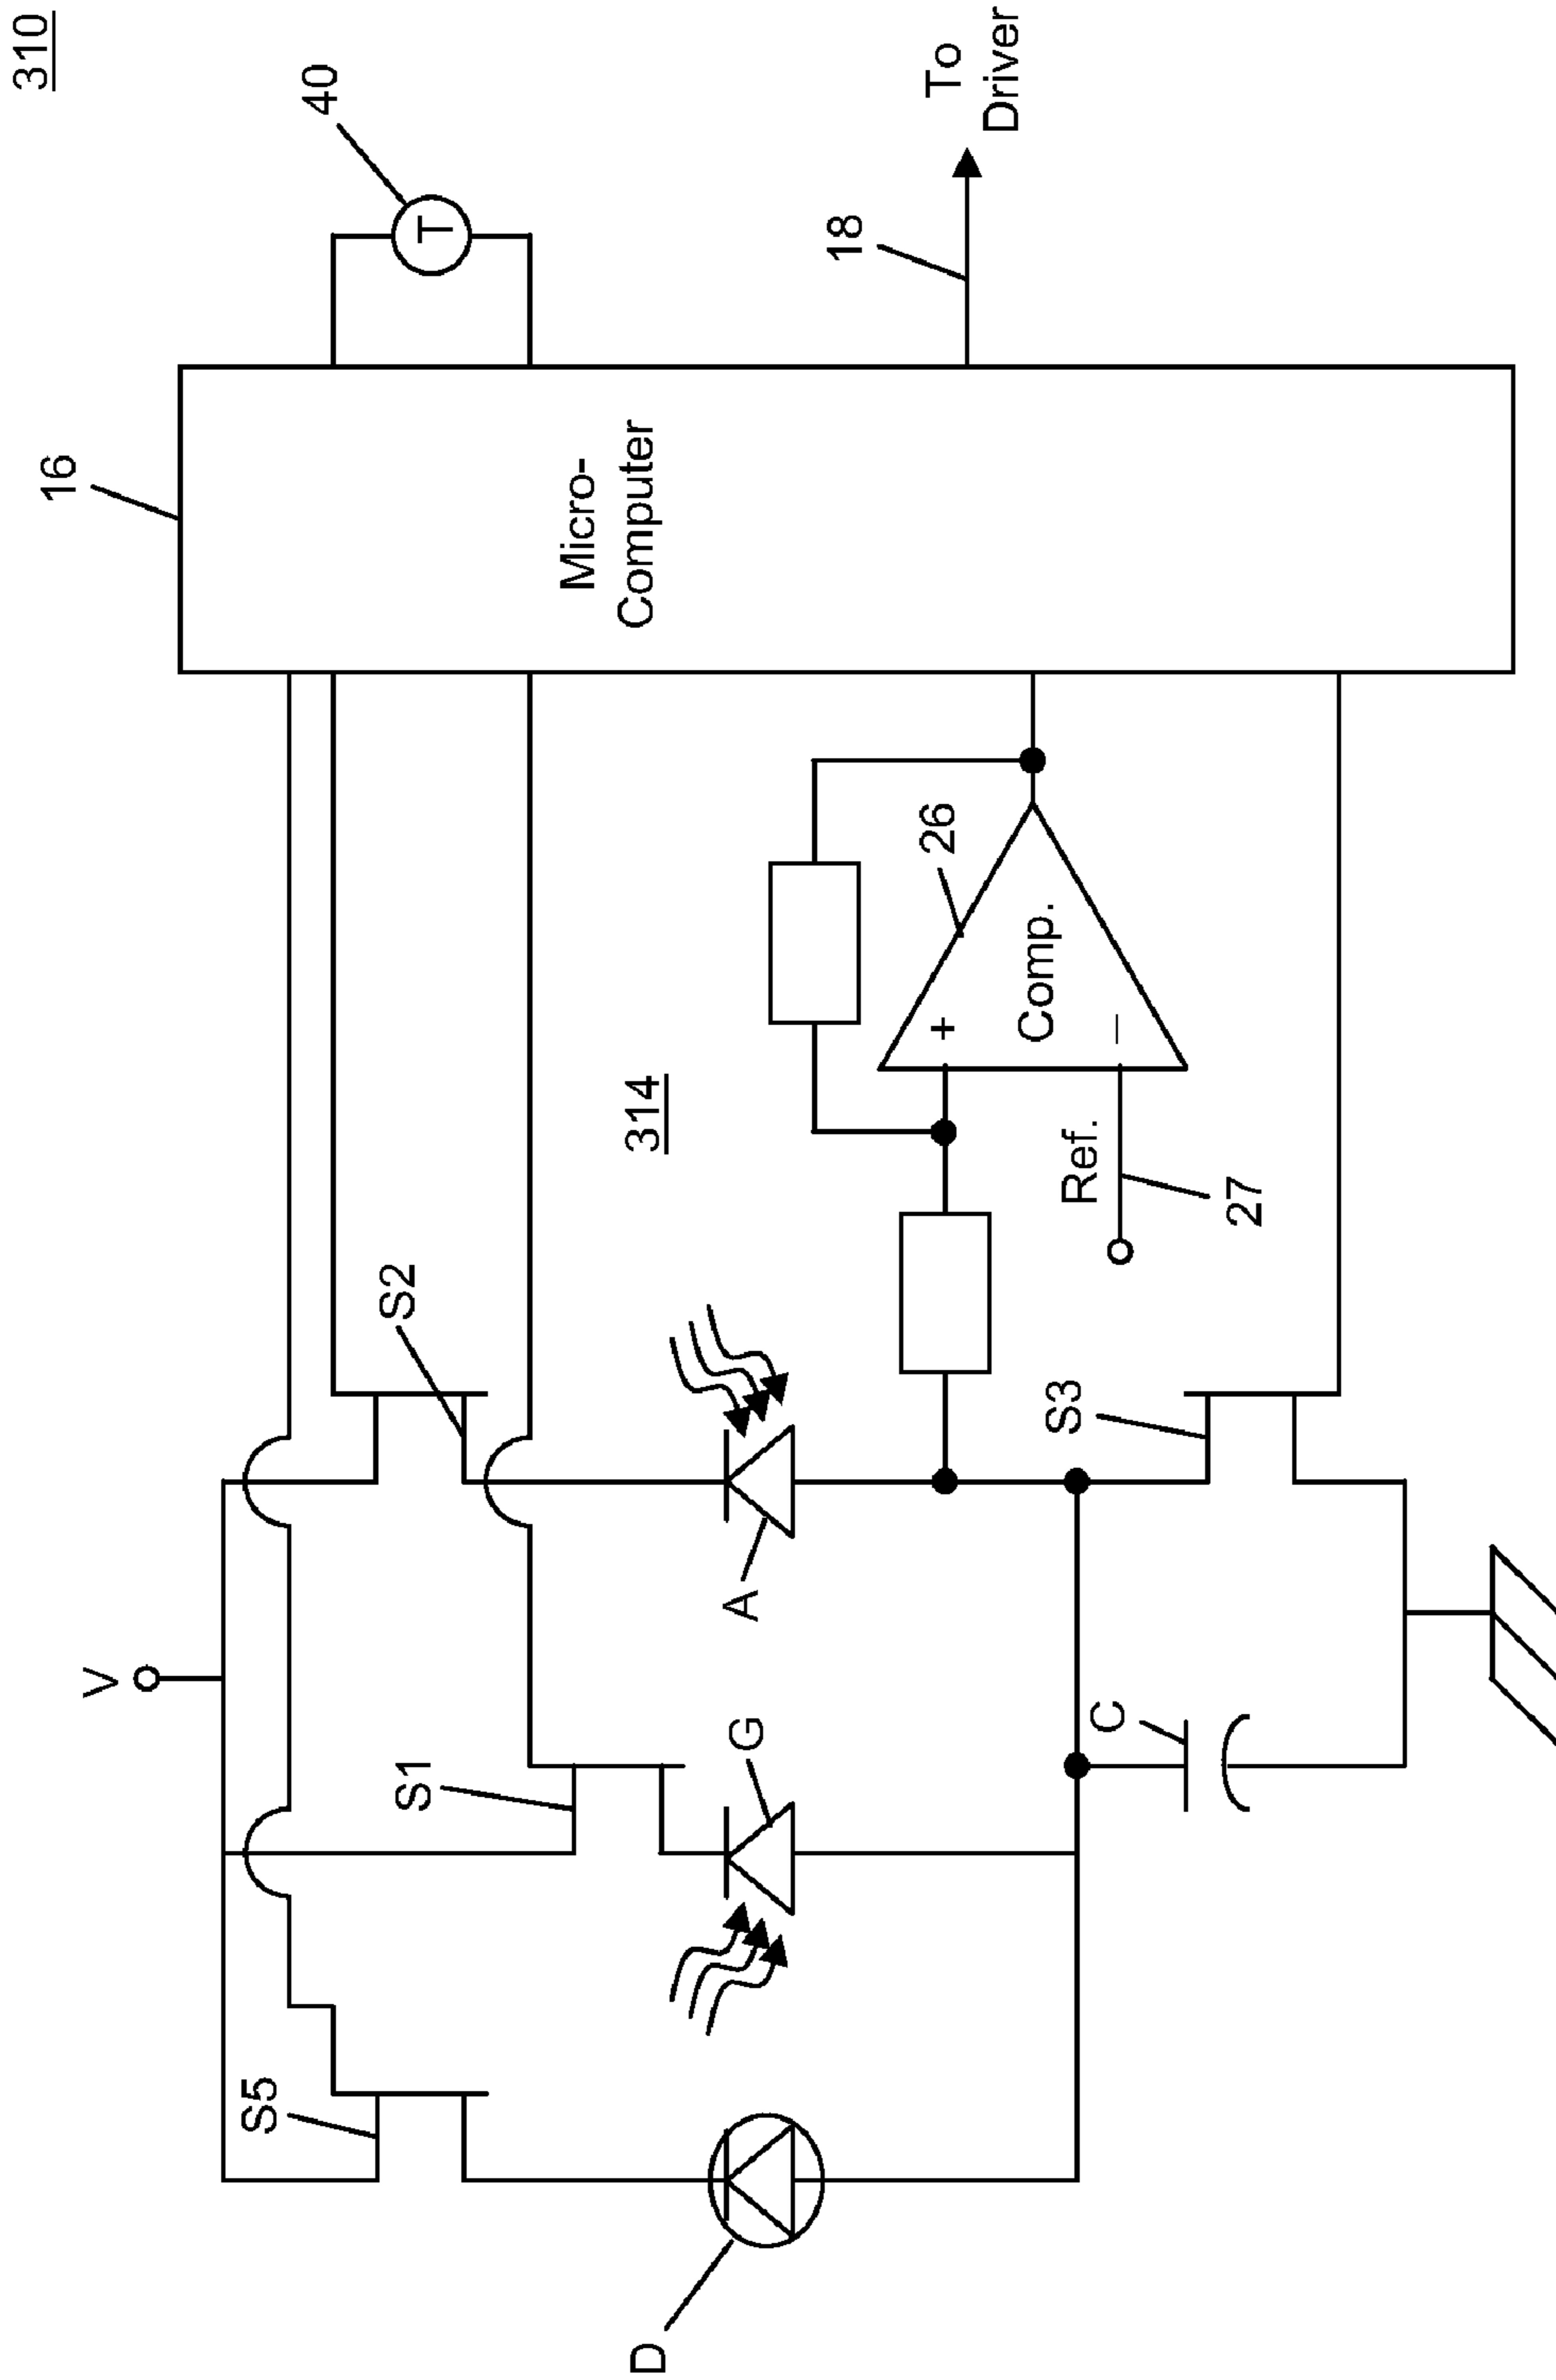 310
40
16
T
To
Driver
18
Micro-
Computer
26
Comp.
+
−
314
Ref.
27
S2
S3
A
V
S1
G
C
S5
D